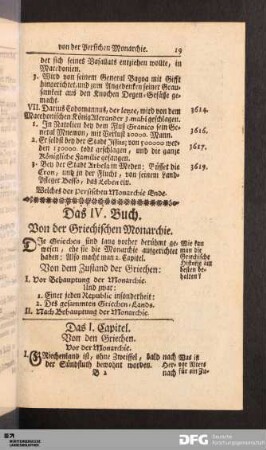 von der Persischen Monarchie. 19
der sich seines Vasallats entziehen wollte, in
Macedonien.
3. Wird von seinem General Bagoa mit Gifft
hingerichtet, und zum Angedencken seiner Grau-
samkeit aus den Knochen Degen-Gefäße ge-
macht.
VII. Darius Codomannus, der letzte, wird von dem 3614.
Macedonischen König Alexander 3. mahl geschlagen.
1. In Natolien bey dem Fluß Granico sein Ge- 3616.
neral Mnemon, mit Verlust 20000. Mann.
2. Er selbst bey der Stadt Issus; von 500000 wer- 3617.
den 150000. todt geschlagen, und die gantze
Königliche Familie gefangen.
3. Bey der Stadt Arbela in Meden: Büsset die 3619.
Cron, und in der Flucht, von seinem Land-
Pfleger Besso, das Leben ein.
Welches der Persischen Monarchie Ende.
Das IV. Buch.
Von der Griechischen Monarchie.
Die Griechen sind lang vorher berühmt ge- Wie kan
wesen, ehe sie die Monarchie aufgerichtet man die
haben: Also macht man 2. Capitel. Griechische
Historie am
Von dem Zustand der Griechen: besten be-
halten?
I. Vor Behauptung der Monarchie.
Und zwar:
1. Einer jeden Republic insonderheit:
2. Des gesammten Griechen-Lands.
II. Nach Behauptung der Monarchie.
Das I. Capitel.
Von den Griechen.
Vor der Monarchie.
I. GRiechenland ist, ohne Zweiffel, bald nach Was ist
der Sündfluth bewohnt worden. Her- vor Alters
B 2 nach für ein Zu-
DFG